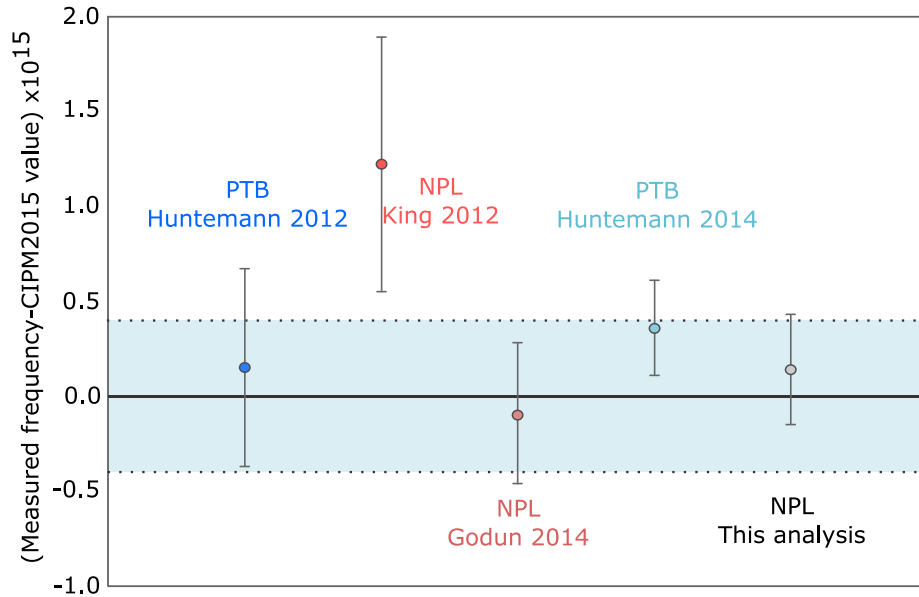 (Measured frequency-CIPM2015 value) x10^15
2.0
1.5
1.0
0.5
0.0
-0.5
-1.0
PTB
Huntemann 2012
NPL
King 2012
PTB
Huntemann 2014
NPL
Godun 2014
NPL
This analysis